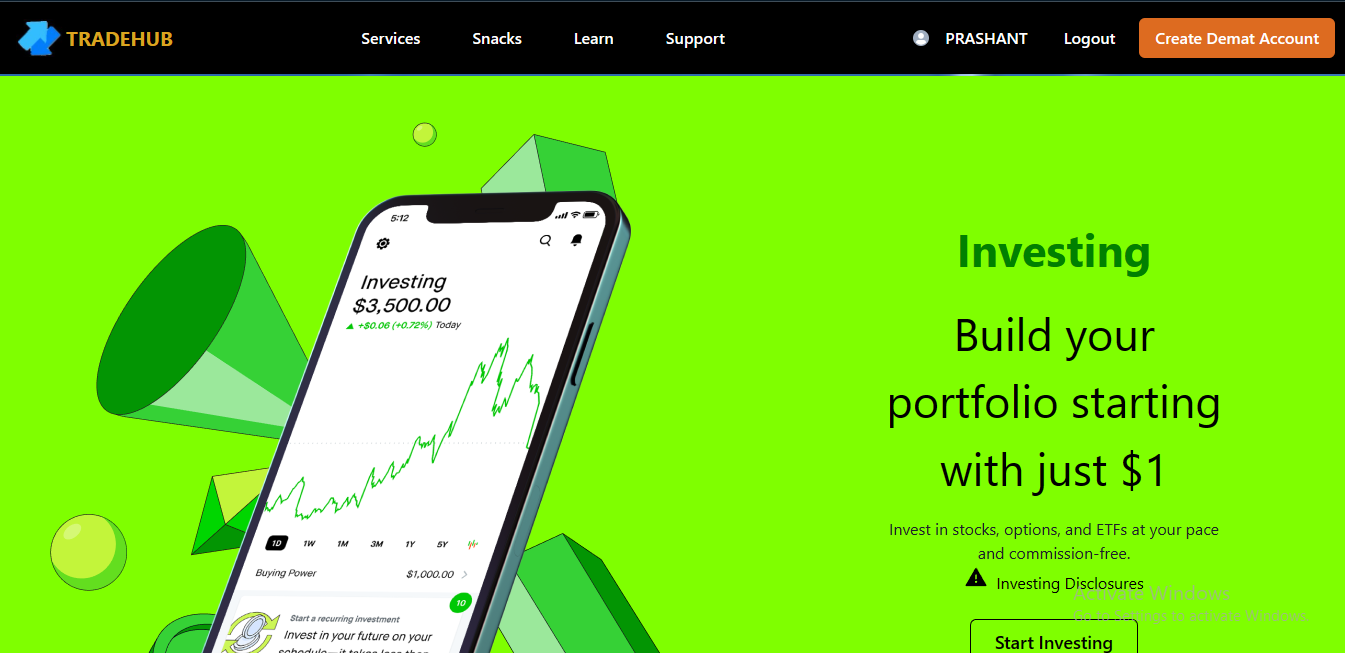 TRADEHUB
Services
Snacks
Learn
Support
PRASHANT
Logout
Create Demat Account
5:12
Investing
$3,500.00
+$0.06 (+0.72%) Today
1D 1W 1M 3M 1Y 5Y
Buying Power $1,000.00
10
Start a recurring investment
Invest in your future on your
schedule—it takes less than
Investing
Build your
portfolio starting
with just $1
Invest in stocks, options, and ETFs at your pace
and commission-free.
Investing Disclosures
Activate Windows
Go to Settings to activate Windows.
Start Investing